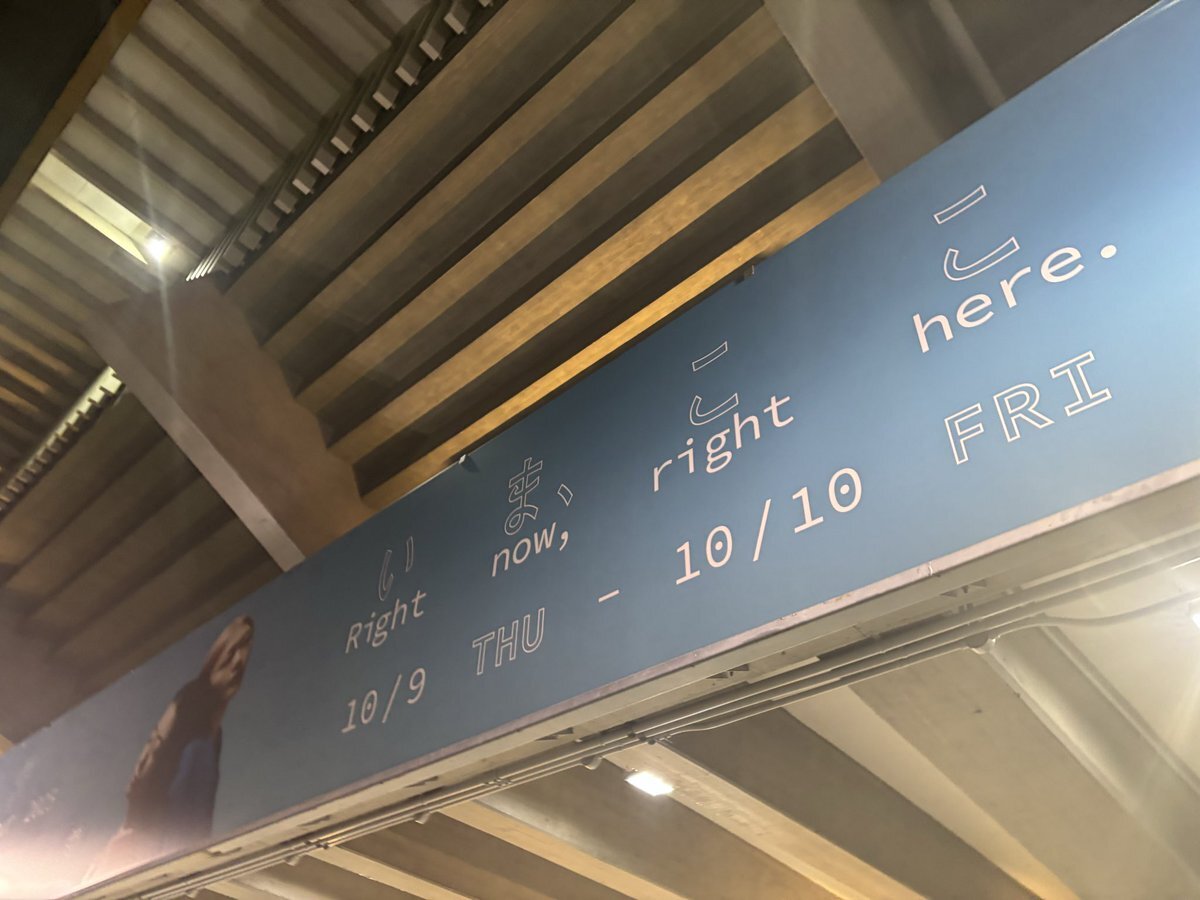 いま、ここ
Right now, right here.
10/9 THU – 10/10 FRI